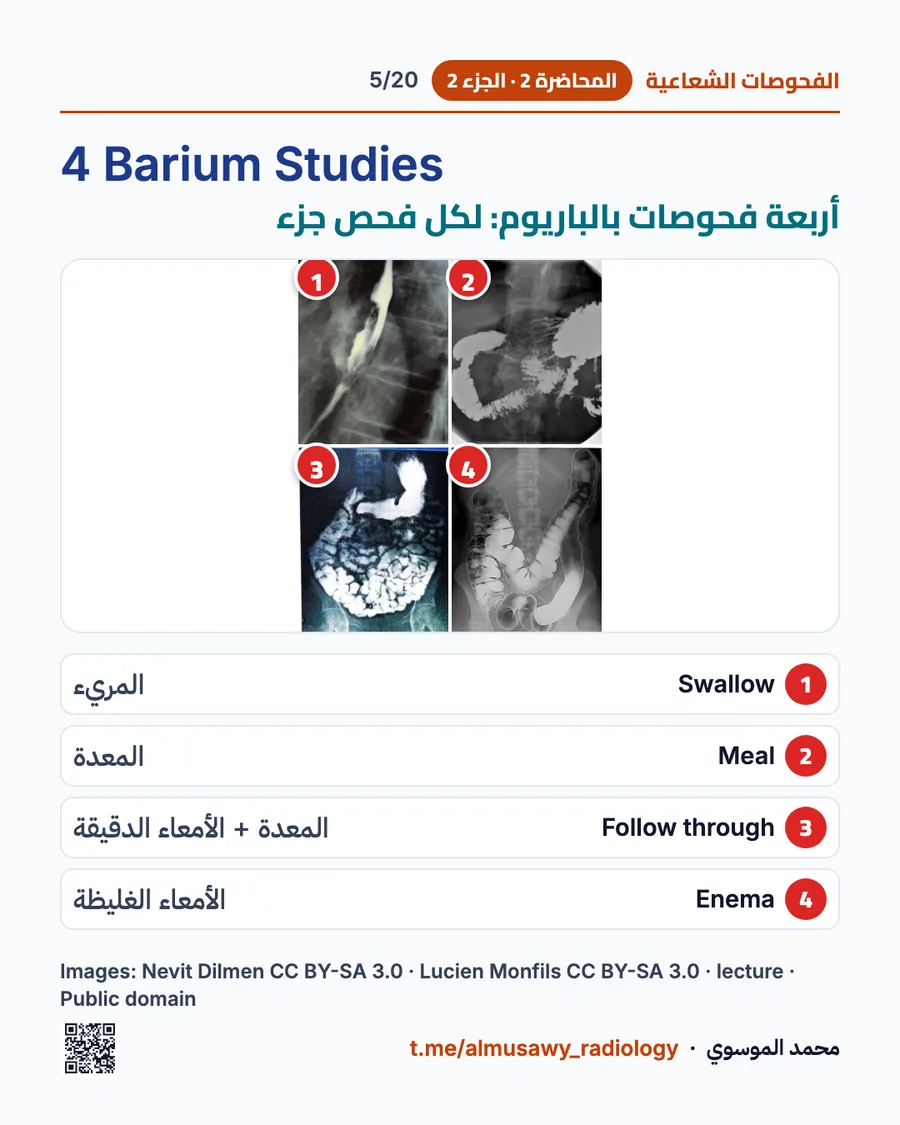 الفحوصات الشعاعية المحاضرة 2 · الجزء 2 5/20
4 Barium Studies
أربعة فحوصات بالباريوم: لكل فحص جزء
1 2
3 4
1 Swallow المريء
2 Meal المعدة
3 Follow through المعدة + الأمعاء الدقيقة
4 Enema الأمعاء الغليظة
Images: Nevit Dilmen CC BY-SA 3.0 · Lucien Monfils CC BY-SA 3.0 · lecture ·
Public domain
محمد الموسوي · t.me/almusawy_radiology